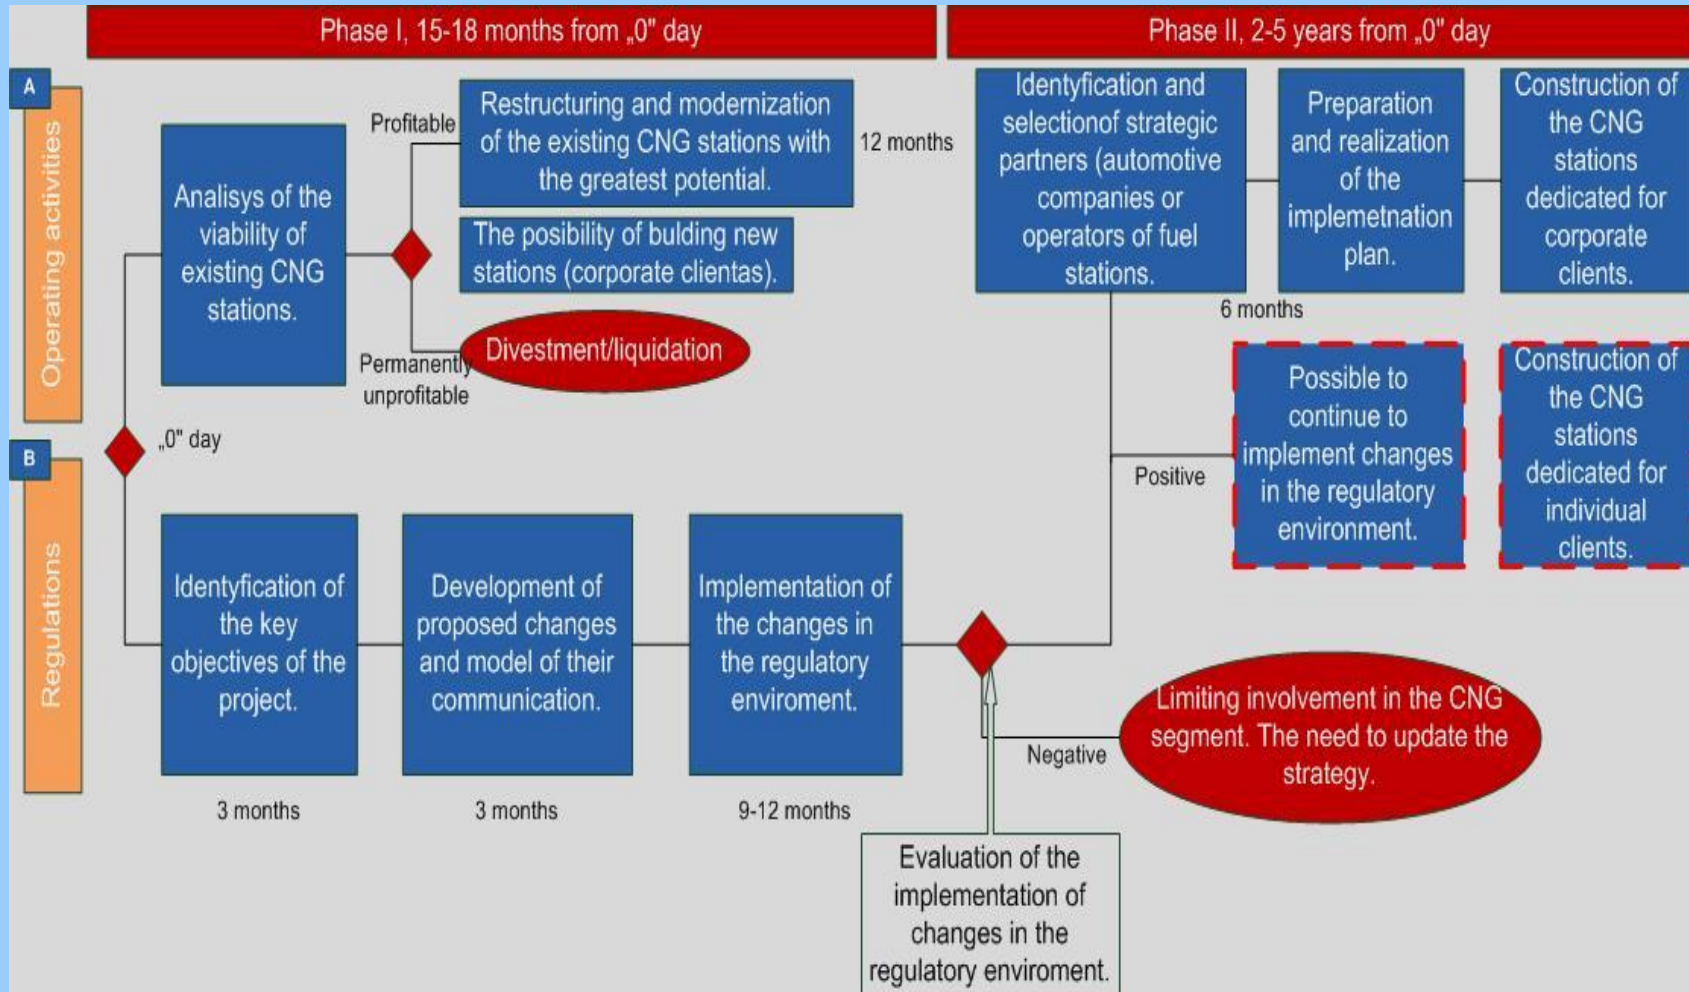 Phase I, 15-18 months from „0" day
Phase II, 2-5 years from „0" day
A
Operating activities
Analisys of the
viability of
existing CNG
stations.
Profitable
Restructuring and modernization
of the existing CNG stations with
the greatest potential.
12 months
The posibility of bulding new
stations (corporate clientas).
Permanently
unprofitable
Divestment/liquidation
Identyfication and
selectionof strategic
partners (automotive
companies or
operators of fuel
stations.
Preparation
and realization
of the
implemetnation
plan.
Construction of
the CNG
stations
dedicated for
corporate
clients.
6 months
„0" day
B
Regulations
Identyfication of
the key
objectives of the
project.
3 months
Development of
proposed changes
and model of their
communication.
3 months
Implementation of
the changes in
the regulatory
enviroment.
9-12 months
Positive
Possible to
continue to
implement changes
in the regulatory
environment.
Construction of
the CNG
stations
dedicated for
individual
clients.
Negative
Limiting involvement in the CNG
segment. The need to update the
strategy.
Evaluation of the
implementation of
changes in the
regulatory enviroment.